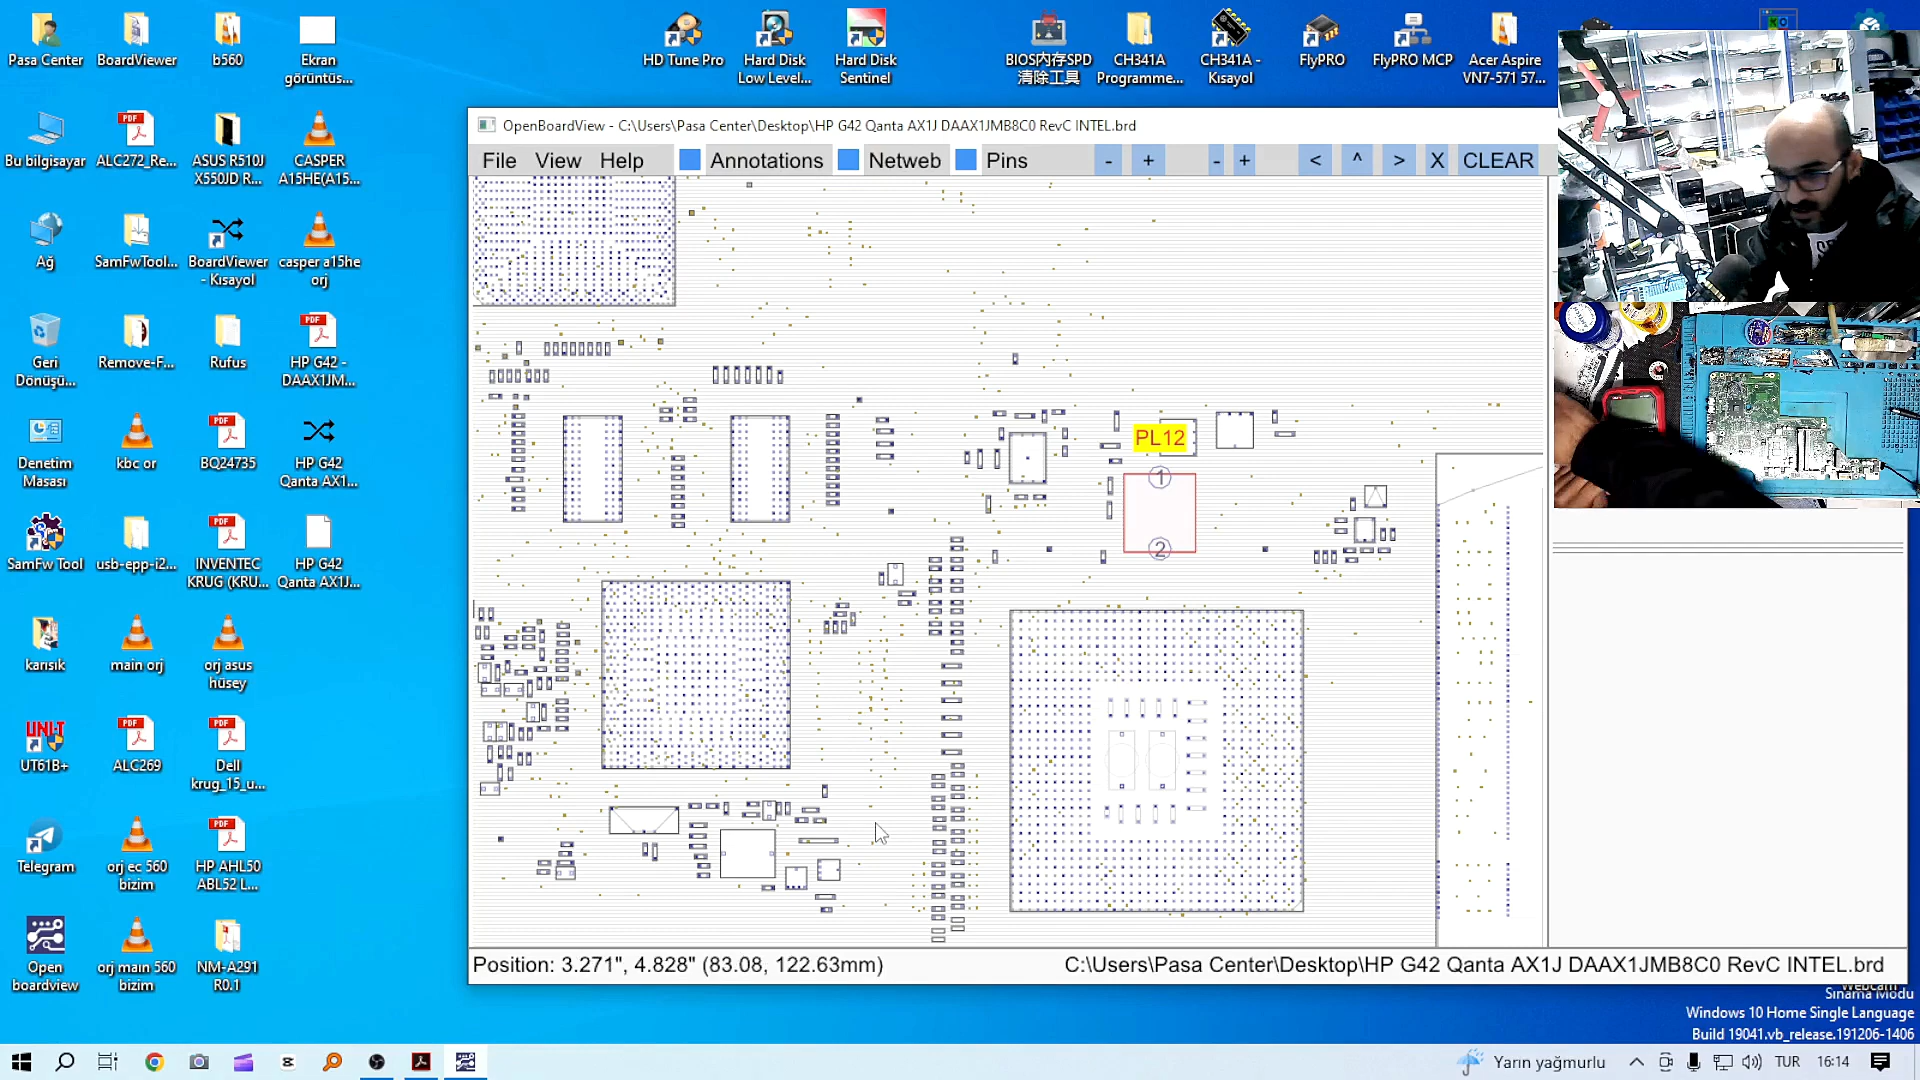 Pasa Center
BoardViewer
b560
Ekran
görüntüs...
HD Tune Pro
Hard Disk
Low Level...
Hard Disk
Sentinel
BIOS内存SPD
清除工具
CH341A
Programme...
CH341A -
Kısayol
FlyPRO
FlyPRO MCP
Acer Aspire
VN7-571 57...
Bu bilgisayar
ALC272_Re...
ASUS R510J
X550JD R...
CASPER
A15HE(A15...
Ağ
SamFwTool...
BoardViewer
- Kısayol
casper a15he
orj
Geri
Dönüşü...
Remove-F...
Rufus
HP G42 -
DAAX1JM...
Denetim
Masası
kbc or
BQ24735
HP G42
Qanta AX1...
SamFw Tool
usb-epp-i2...
INVENTEC
KRUG (KRU...
HP G42
Qanta AX1J...
karısık
main orj
orj asus
hüsey
UT61B+
ALC269
Dell
krug_15_u...
Telegram
orj ec 560
bizim
HP AHL50
ABL52 L...
Open
boardview
orj maın 560
bizim
NM-A291
R0.1
OpenBoardView - C:\Users\Pasa Center\Desktop\HP G42 Qanta AX1J DAAX1JMB8C0 RevC INTEL.brd
File View Help Annotations Netweb Pins - + - + < ^ > X CLEAR
PL12
1
2
Position: 3.271", 4.828" (83.08, 122.63mm)
C:\Users\Pasa Center\Desktop\HP G42 Qanta AX1J DAAX1JMB8C0 RevC INTEL.brd
Webcam
Sınama Modu
Windows 10 Home Single Language
Build 19041.vb_release.191206-1406
Yarın yağmurlu
TUR
16:14